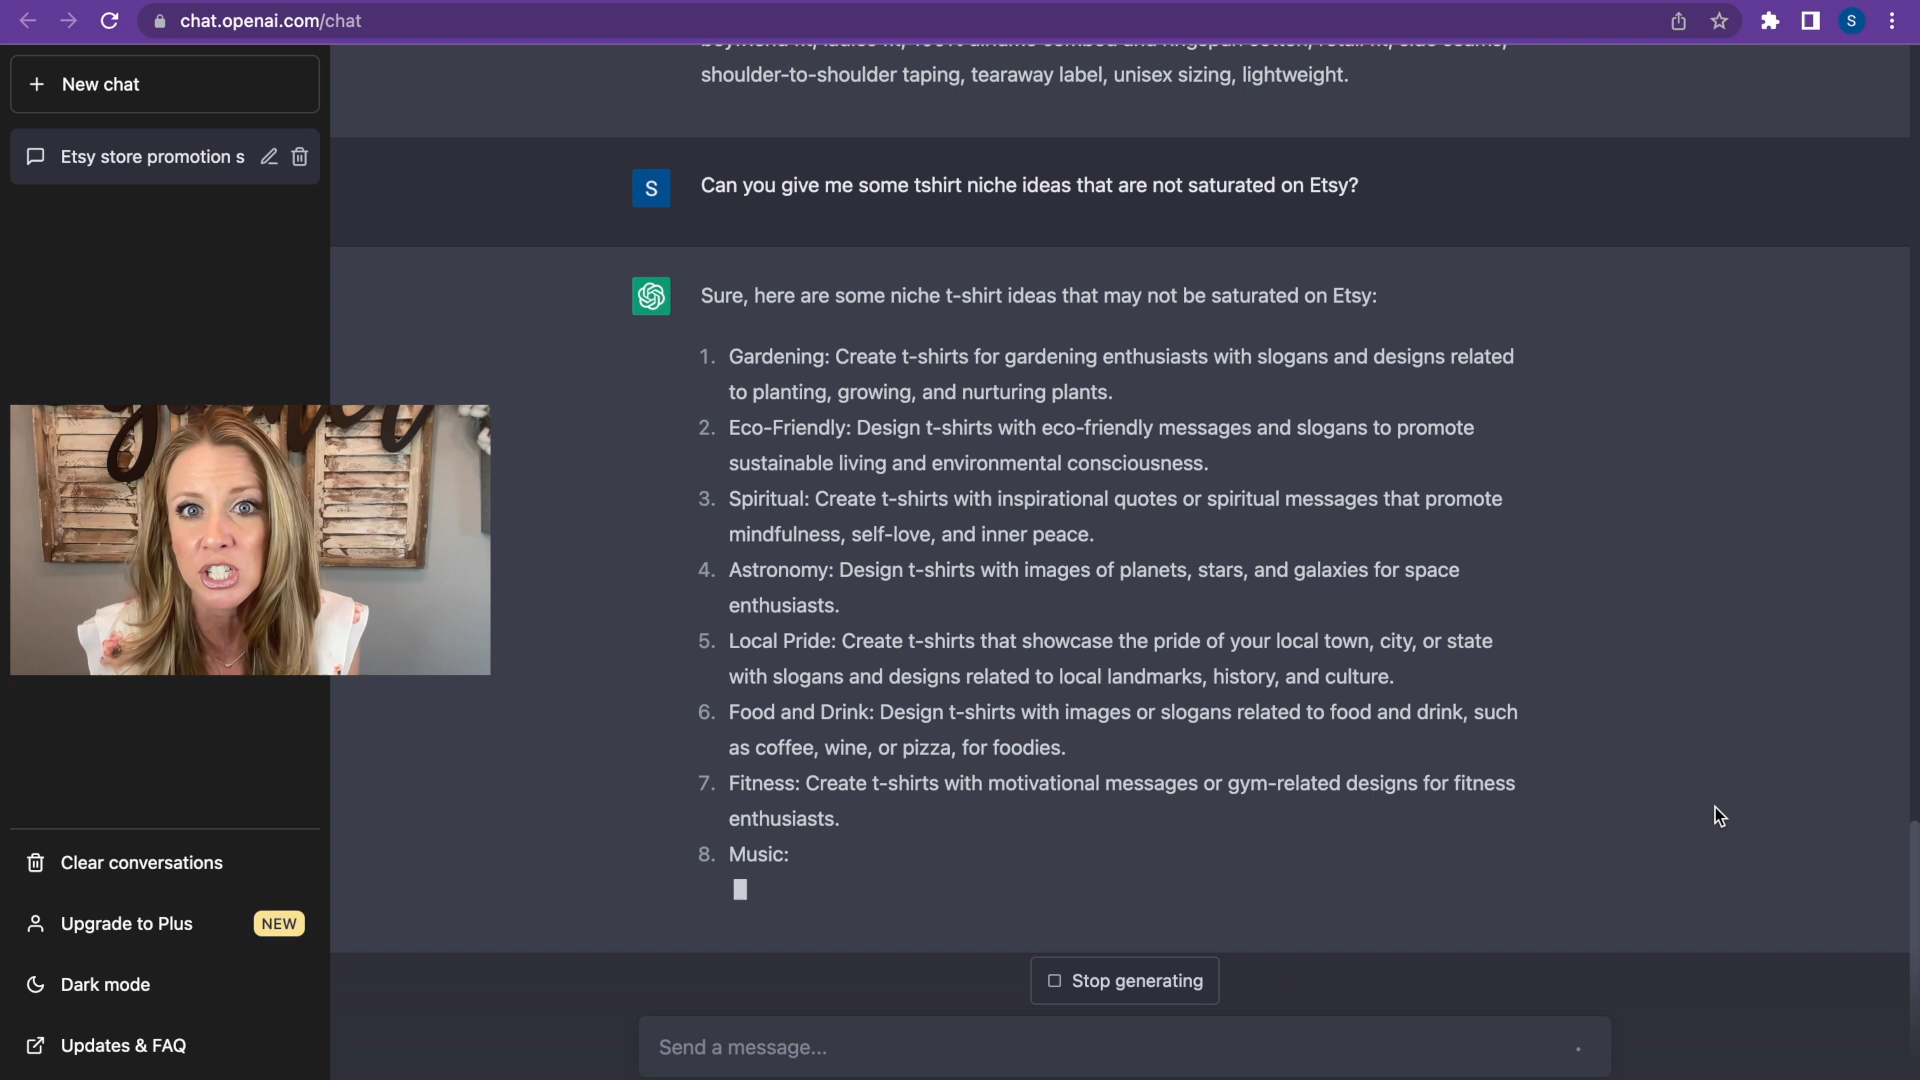 chat.openai.com/chat
S
New chat
Etsy store promotion s
shoulder-to-shoulder taping, tearaway label, unisex sizing, lightweight.
S
Can you give me some tshirt niche ideas that are not saturated on Etsy?
Sure, here are some niche t-shirt ideas that may not be saturated on Etsy:
1. Gardening: Create t-shirts for gardening enthusiasts with slogans and designs related
to planting, growing, and nurturing plants.
2. Eco-Friendly: Design t-shirts with eco-friendly messages and slogans to promote
sustainable living and environmental consciousness.
3. Spiritual: Create t-shirts with inspirational quotes or spiritual messages that promote
mindfulness, self-love, and inner peace.
4. Astronomy: Design t-shirts with images of planets, stars, and galaxies for space
enthusiasts.
5. Local Pride: Create t-shirts that showcase the pride of your local town, city, or state
with slogans and designs related to local landmarks, history, and culture.
6. Food and Drink: Design t-shirts with images or slogans related to food and drink, such
as coffee, wine, or pizza, for foodies.
7. Fitness: Create t-shirts with motivational messages or gym-related designs for fitness
enthusiasts.
8. Music:
Clear conversations
Upgrade to Plus NEW
Dark mode
Updates & FAQ
Stop generating
Send a message...